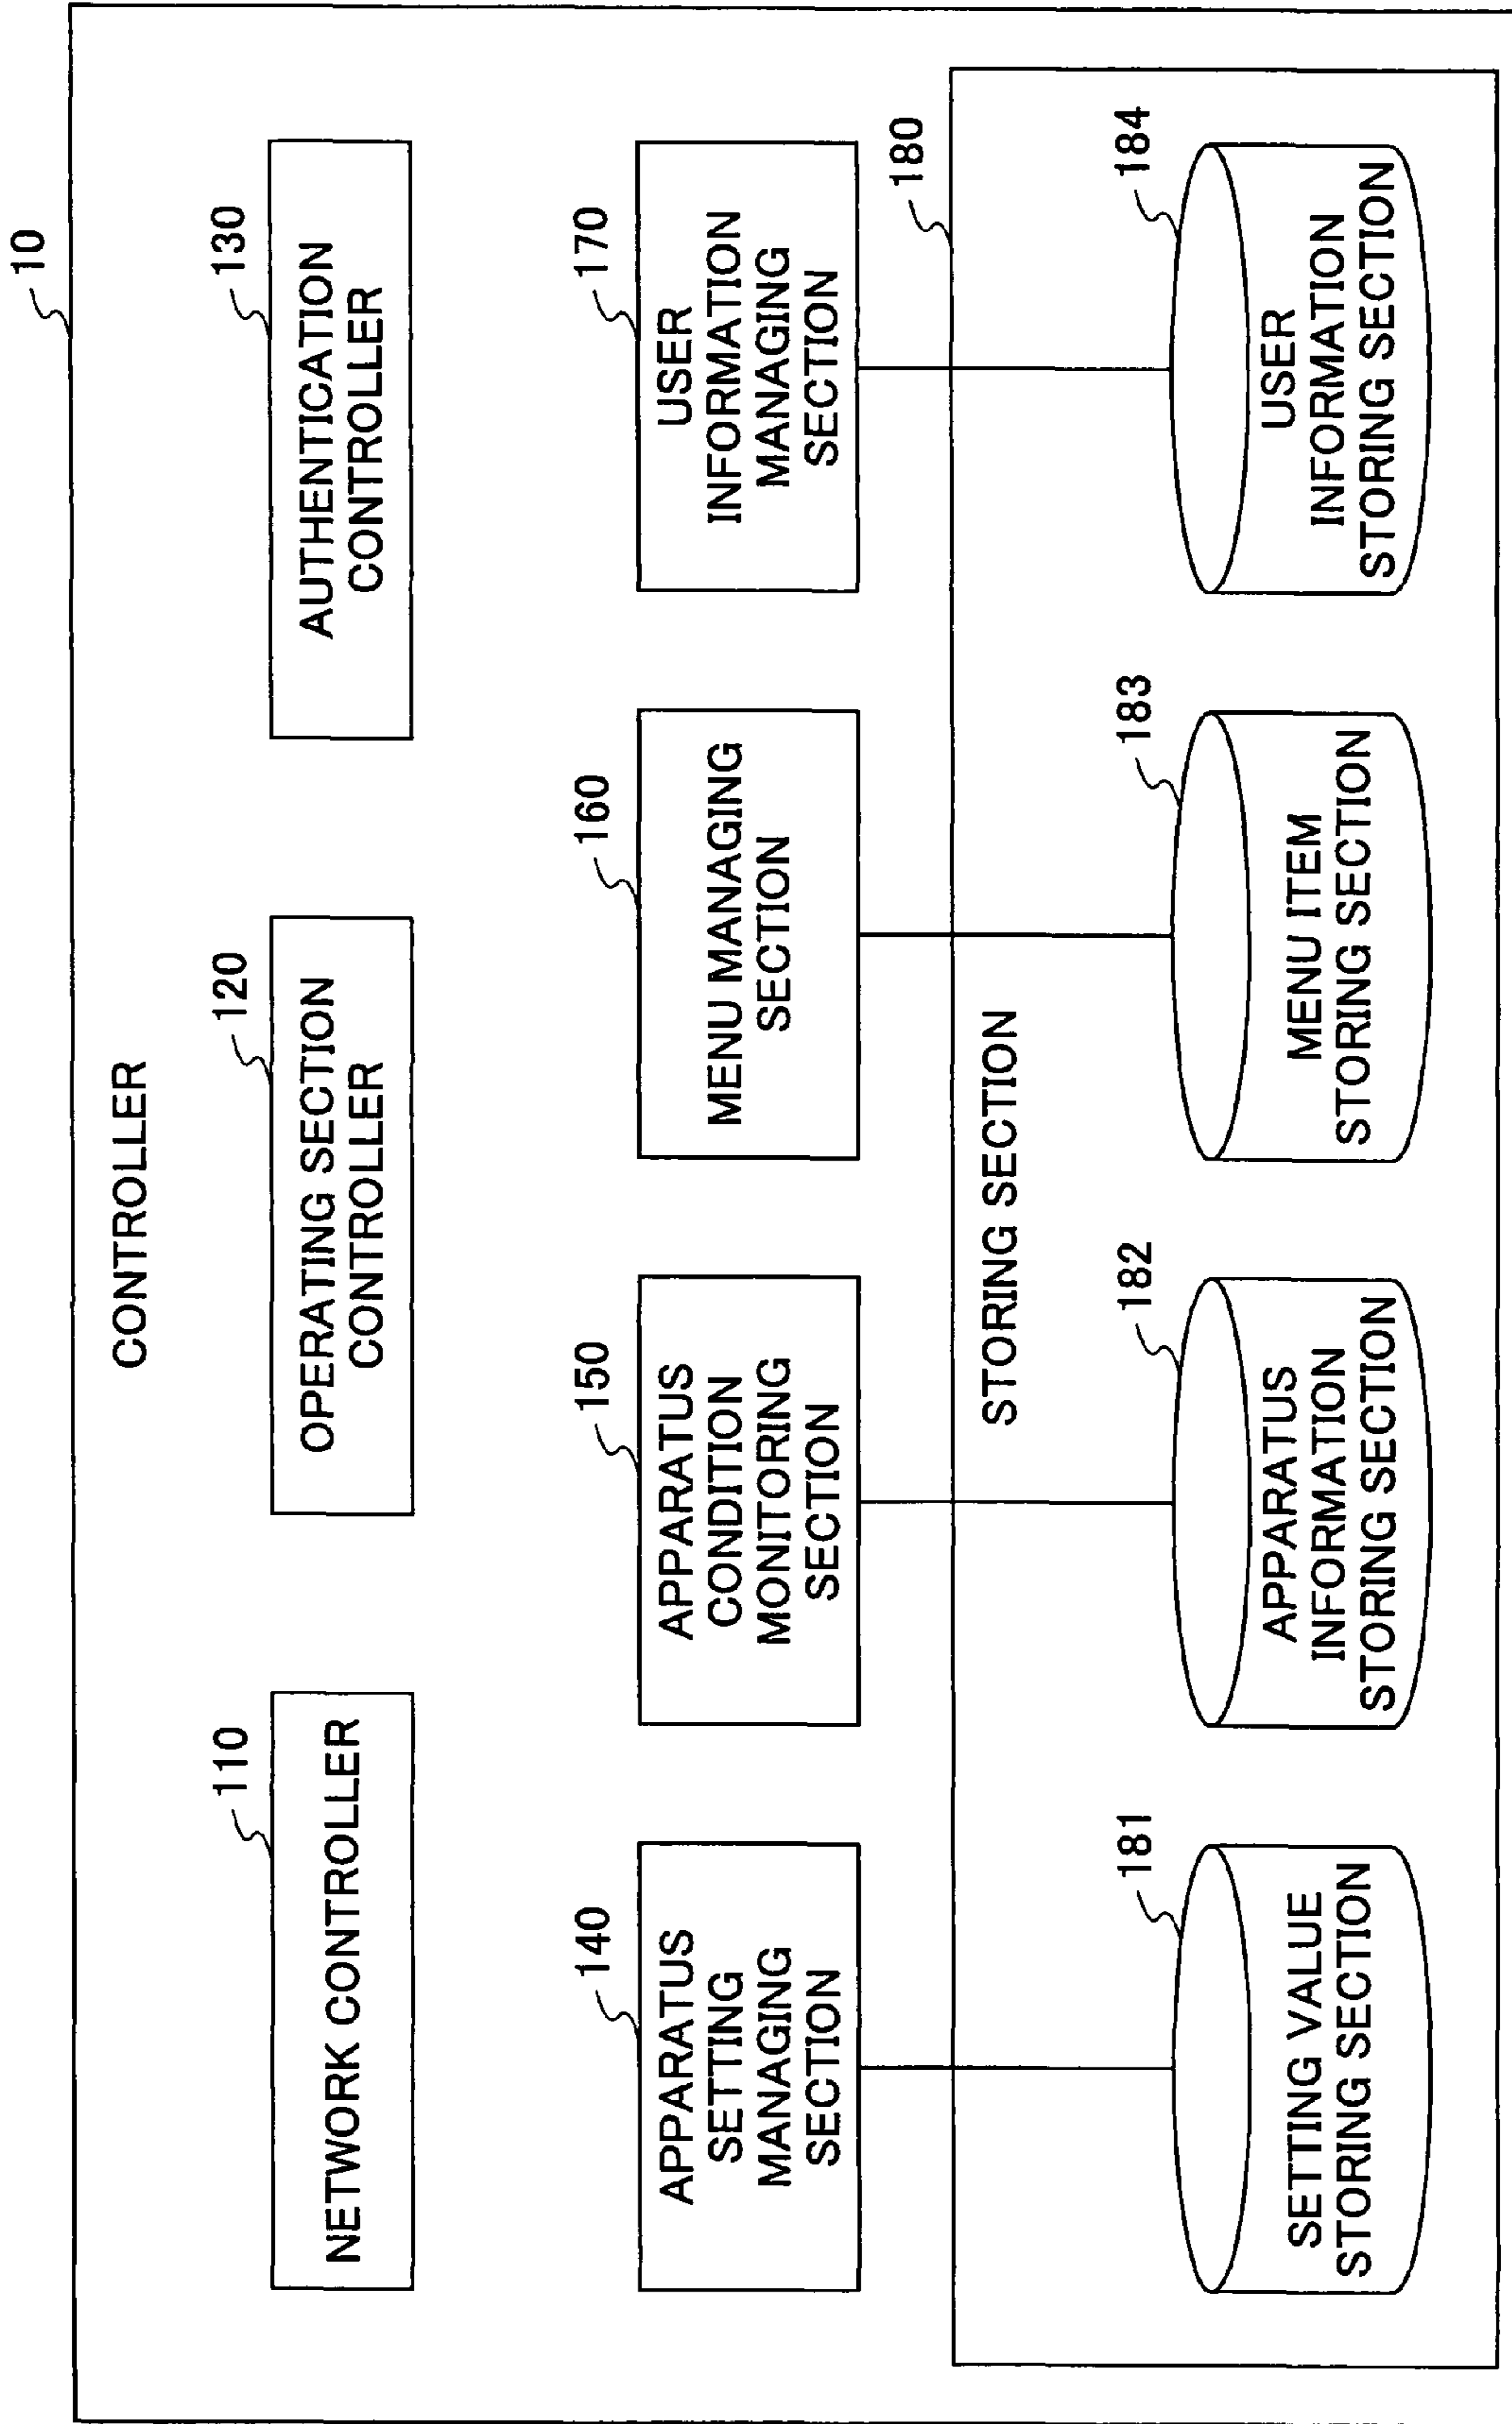 10
CONTROLLER
110
NETWORK CONTROLLER
120
OPERATING SECTION
CONTROLLER
130
AUTHENTICATION
CONTROLLER
140
APPARATUS
SETTING
MANAGING
SECTION
150
APPARATUS
CONDITION
MONITORING
SECTION
160
MENU MANAGING
SECTION
170
USER
INFORMATION
MANAGING
SECTION
180
STORING SECTION
181
SETTING VALUE
STORING SECTION
182
APPARATUS
INFORMATION
STORING SECTION
183
MENU ITEM
STORING SECTION
184
USER
INFORMATION
STORING SECTION